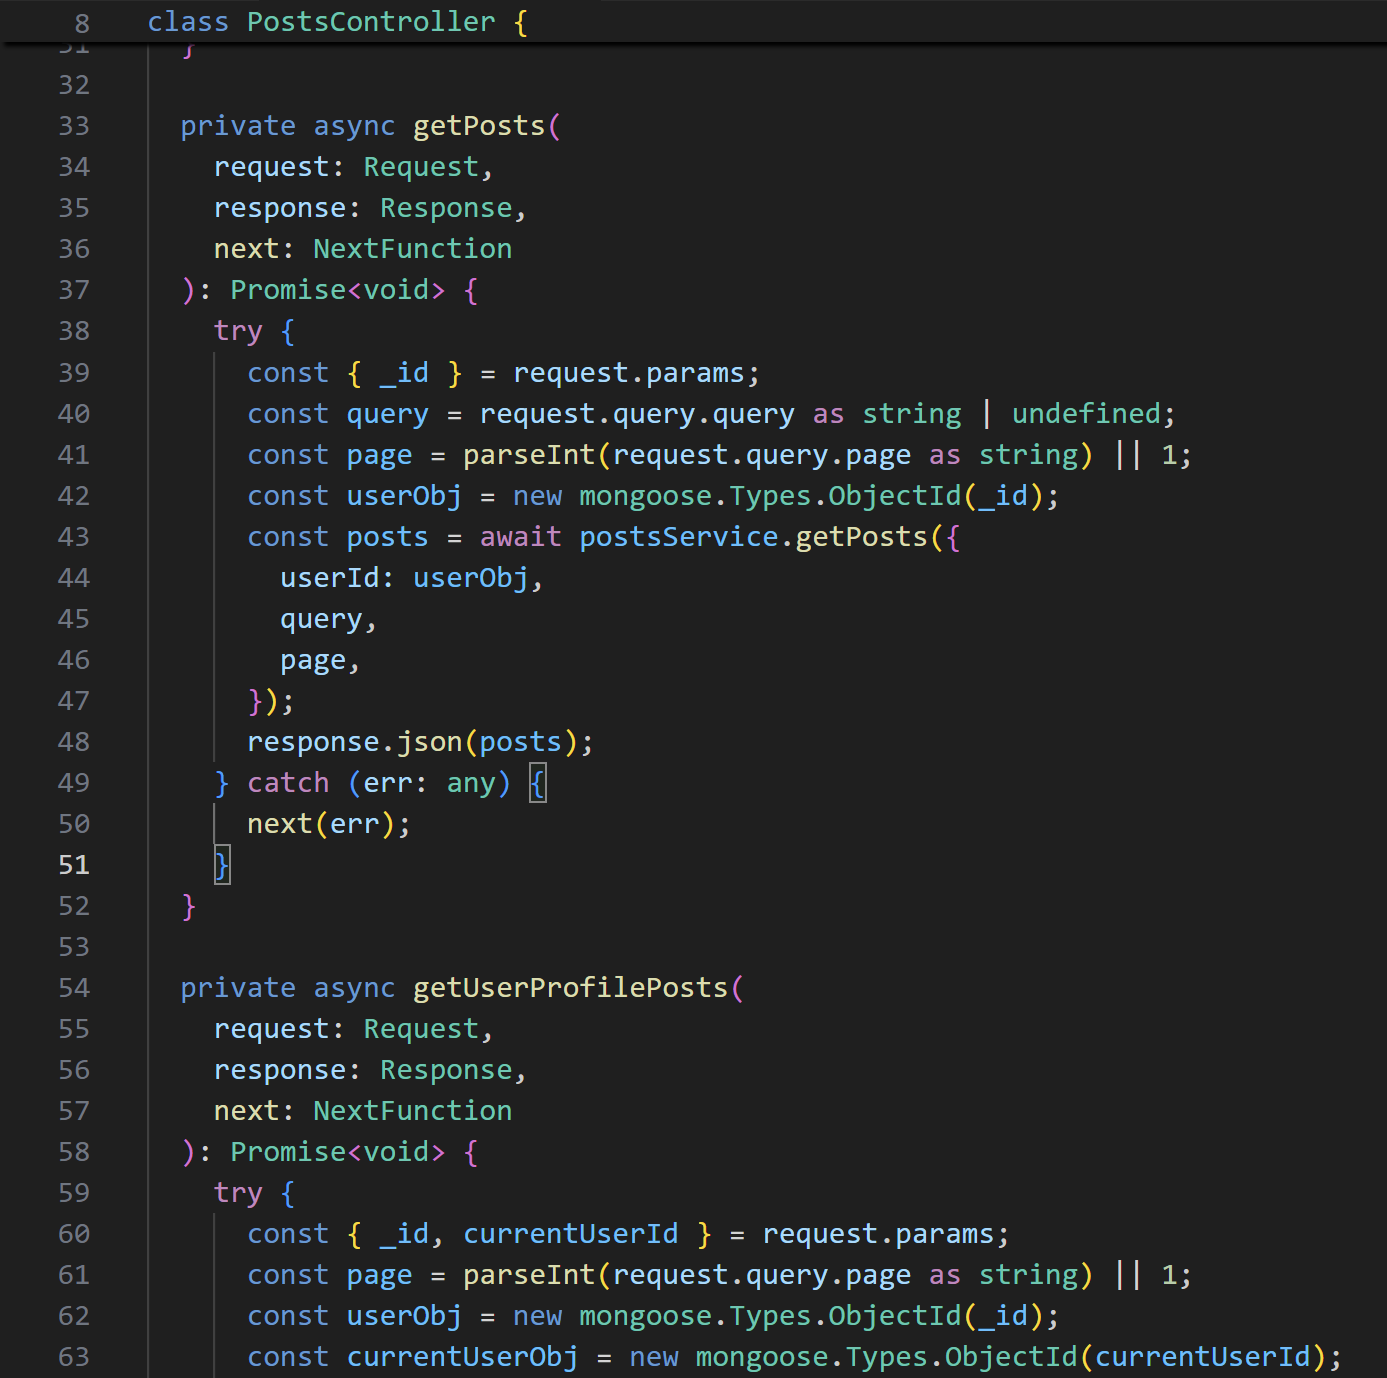 8 class PostsController {
31 }
32
33 private async getPosts(
34 request: Request,
35 response: Response,
36 next: NextFunction
37 ): Promise<void> {
38 try {
39 const { _id } = request.params;
40 const query = request.query.query as string | undefined;
41 const page = parseInt(request.query.page as string) || 1;
42 const userObj = new mongoose.Types.ObjectId(_id);
43 const posts = await postsService.getPosts({
44 userId: userObj,
45 query,
46 page,
47 });
48 response.json(posts);
49 } catch (err: any) {
50 next(err);
51 }
52 }
53
54 private async getUserProfilePosts(
55 request: Request,
56 response: Response,
57 next: NextFunction
58 ): Promise<void> {
59 try {
60 const { _id, currentUserId } = request.params;
61 const page = parseInt(request.query.page as string) || 1;
62 const userObj = new mongoose.Types.ObjectId(_id);
63 const currentUserObj = new mongoose.Types.ObjectId(currentUserId);